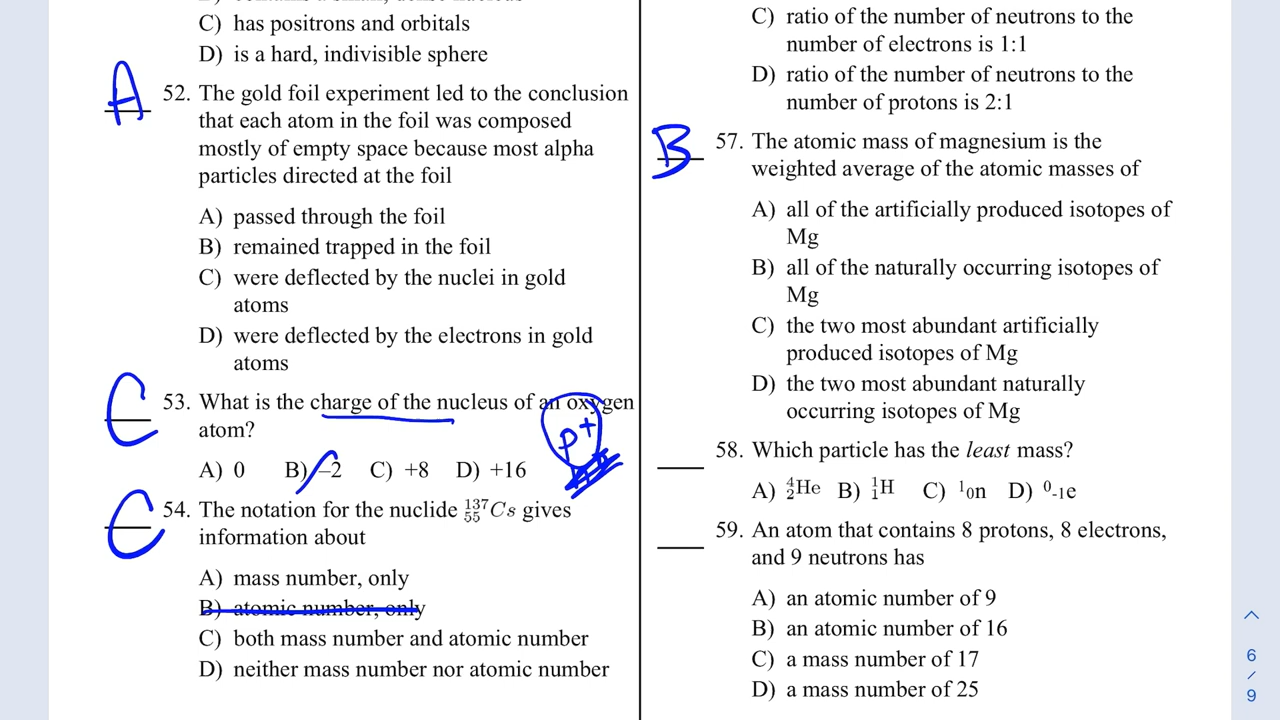 C) has positrons and orbitals
D) is a hard, indivisible sphere
A
52. The gold foil experiment led to the conclusion
that each atom in the foil was composed
mostly of empty space because most alpha
particles directed at the foil
A) passed through the foil
B) remained trapped in the foil
C) were deflected by the nuclei in gold
atoms
D) were deflected by the electrons in gold
atoms
C
53. What is the charge of the nucleus of an oxygen
atom?
p+
A) 0 B) –2 C) +8 D) +16
C
54. The notation for the nuclide ¹³⁷₅₅Cs gives
information about
A) mass number, only
B) atomic number, only
C) both mass number and atomic number
D) neither mass number nor atomic number
C) ratio of the number of neutrons to the
number of electrons is 1:1
D) ratio of the number of neutrons to the
number of protons is 2:1
B
57. The atomic mass of magnesium is the
weighted average of the atomic masses of
A) all of the artificially produced isotopes of
Mg
B) all of the naturally occurring isotopes of
Mg
C) the two most abundant artificially
produced isotopes of Mg
D) the two most abundant naturally
occurring isotopes of Mg
58. Which particle has the least mass?
A) ⁴₂He B) ¹₁H C) ¹₀n D) ⁰₋₁e
59. An atom that contains 8 protons, 8 electrons,
and 9 neutrons has
A) an atomic number of 9
B) an atomic number of 16
C) a mass number of 17
D) a mass number of 25
6
/
9